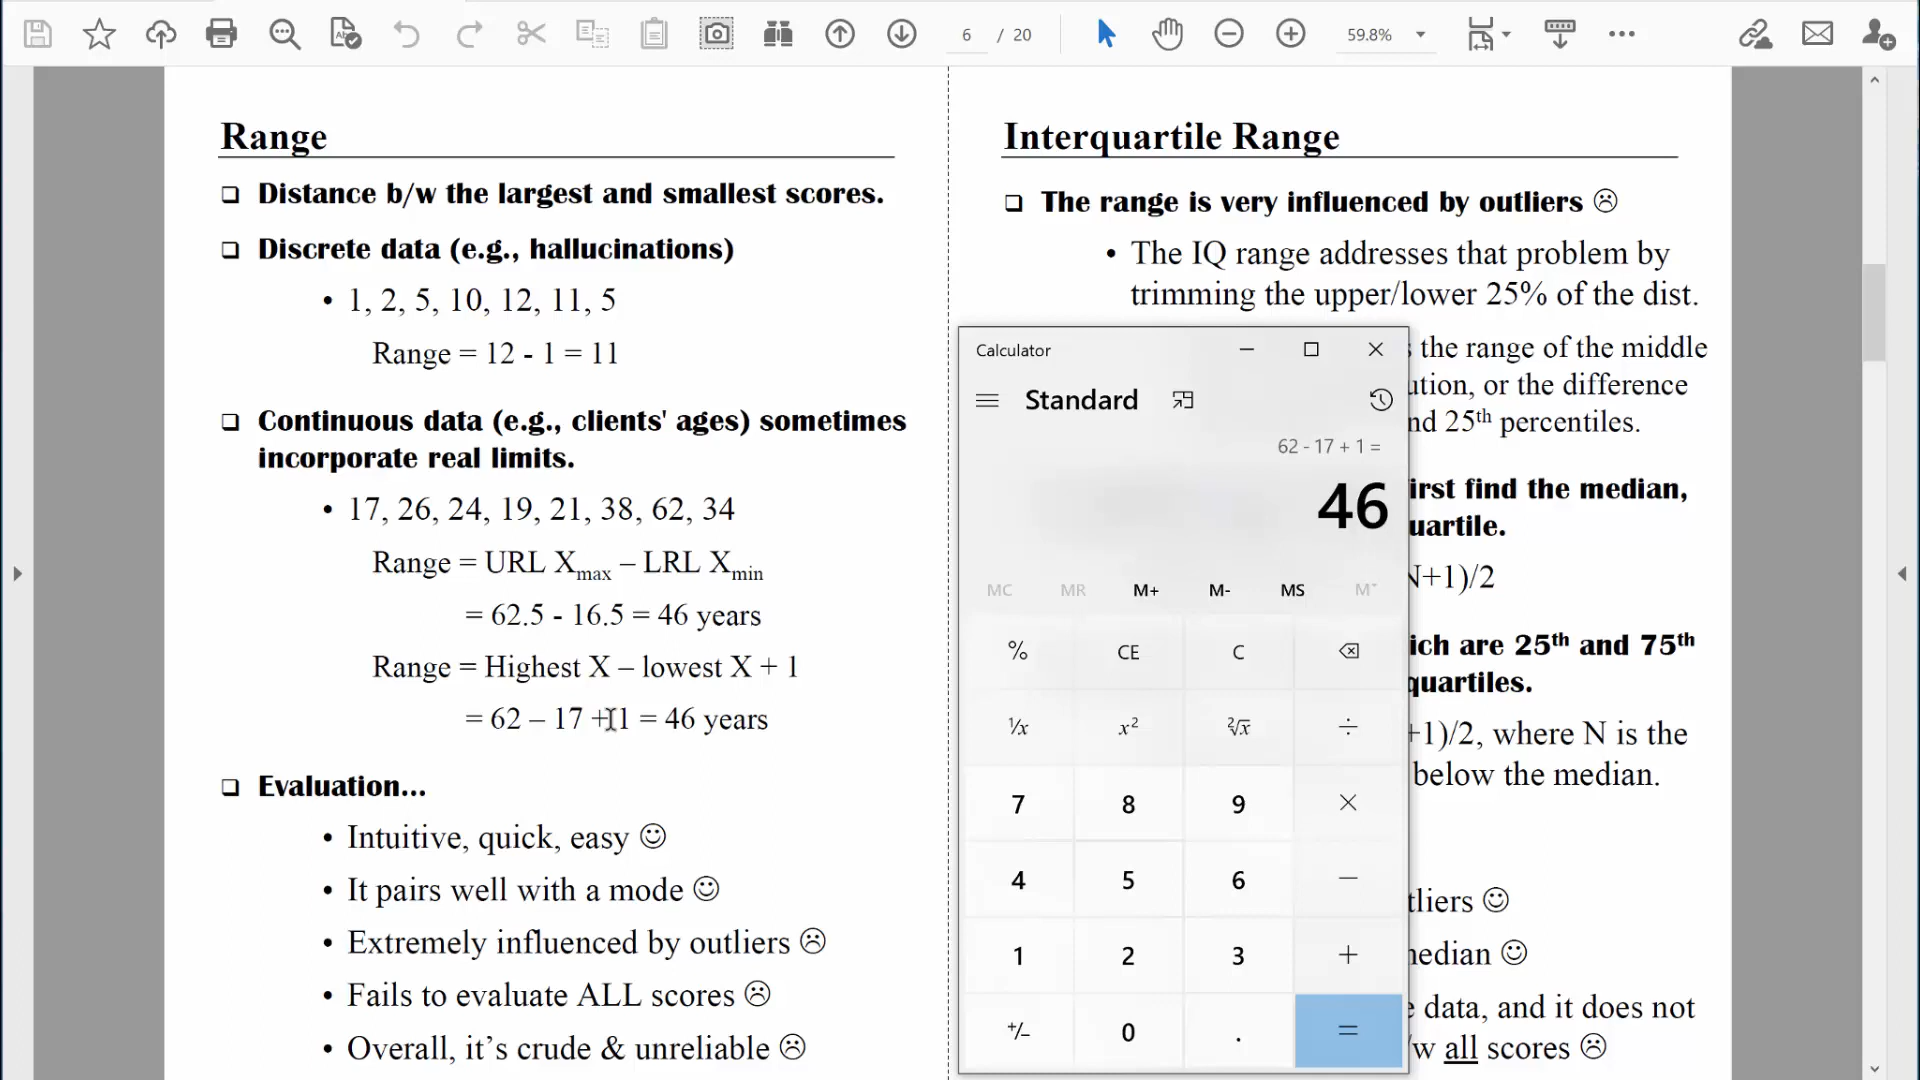 6 / 20
59.8%
Range
Distance b/w the largest and smallest scores.
Discrete data (e.g., hallucinations)
• 1, 2, 5, 10, 12, 11, 5
Range = 12 - 1 = 11
Continuous data (e.g., clients' ages) sometimes
incorporate real limits.
• 17, 26, 24, 19, 21, 38, 62, 34
Range = URL Xmax – LRL Xmin
= 62.5 - 16.5 = 46 years
Range = Highest X – lowest X + 1
= 62 – 17 + 1 = 46 years
Evaluation...
• Intuitive, quick, easy ☺
• It pairs well with a mode ☺
• Extremely influenced by outliers ☹
• Fails to evaluate ALL scores ☹
• Overall, it's crude & unreliable ☹
Interquartile Range
The range is very influenced by outliers ☹
• The IQ range addresses that problem by
trimming the upper/lower 25% of the dist.
the range of the middle
or the difference
25th percentiles.
find the median,
N+1)/2
are 25th and 75th
quartiles.
+1)/2, where N is the
below the median.
☺
☺
data, and it does not
all scores ☹
Calculator
Standard
62 - 17 + 1 =
46
MC MR M+ M- MS M˅
% CE C
¹/x x² ²√x ÷
7 8 9 ×
4 5 6 −
1 2 3 +
+/− 0 . =